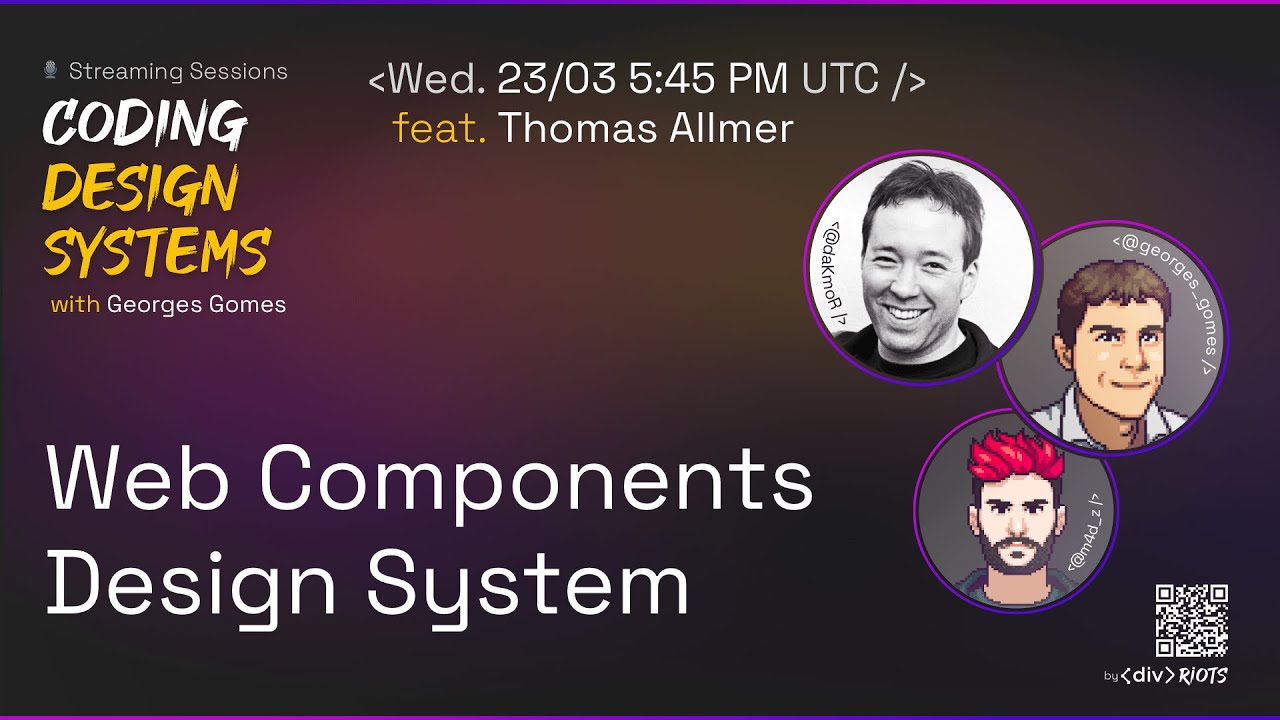 Streaming Sessions
CODING
DESIGN
SYSTEMS
with Georges Gomes
<Wed. 23/03 5:45 PM UTC />
feat. Thomas Allmer
<@daKmoR |>
<@georges_gomes />
<@m4d_z |>
Web Components
Design System
by <div> RIOTS